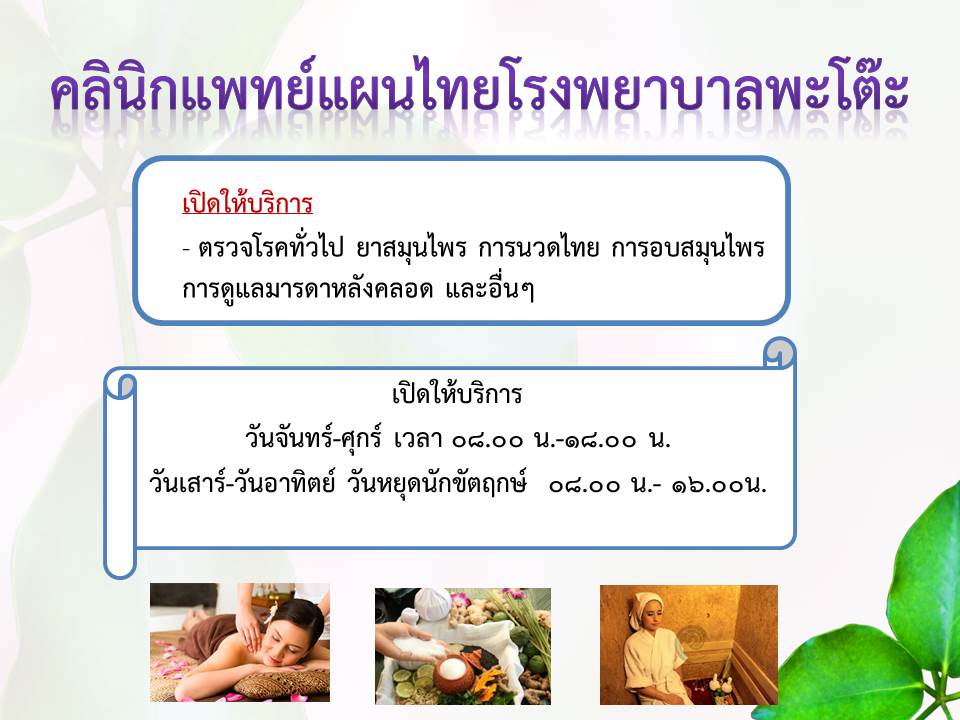 คลินิกแพทย์แผนไทยโรงพยาบาลพะโต๊ะ
เปิดให้บริการ
- ตรวจโรคทั่วไป ยาสมุนไพร การนวดไทย การอบสมุนไพร
การดูแลมารดาหลังคลอด และอื่นๆ
เปิดให้บริการ
วันจันทร์-ศุกร์ เวลา ๐๘.๐๐ น.-๑๘.๐๐ น.
วันเสาร์-วันอาทิตย์ วันหยุดนักขัตฤกษ์ ๐๘.๐๐ น.- ๑๖.๐๐น.